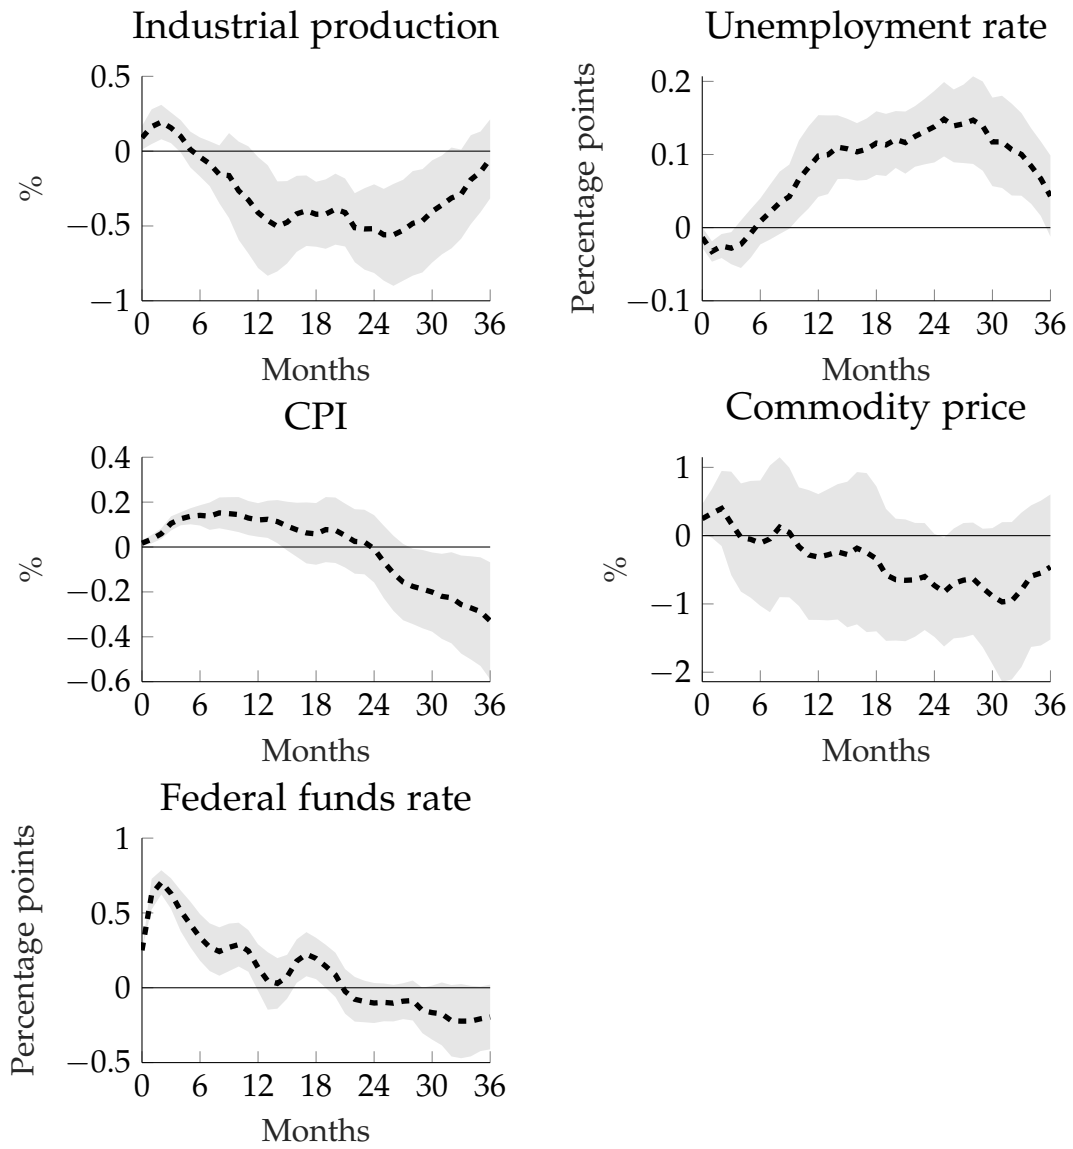 Industrial production
%
0.5
0
−0.5
−1
0 6 12 18 24 30 36
Months
Unemployment rate
Percentage points
0.2
0.1
0
−0.1
0 6 12 18 24 30 36
Months
CPI
%
0.4
0.2
0
−0.2
−0.4
−0.6
0 6 12 18 24 30 36
Months
Commodity price
%
1
0
−1
−2
0 6 12 18 24 30 36
Months
Federal funds rate
Percentage points
1
0.5
0
−0.5
0 6 12 18 24 30 36
Months